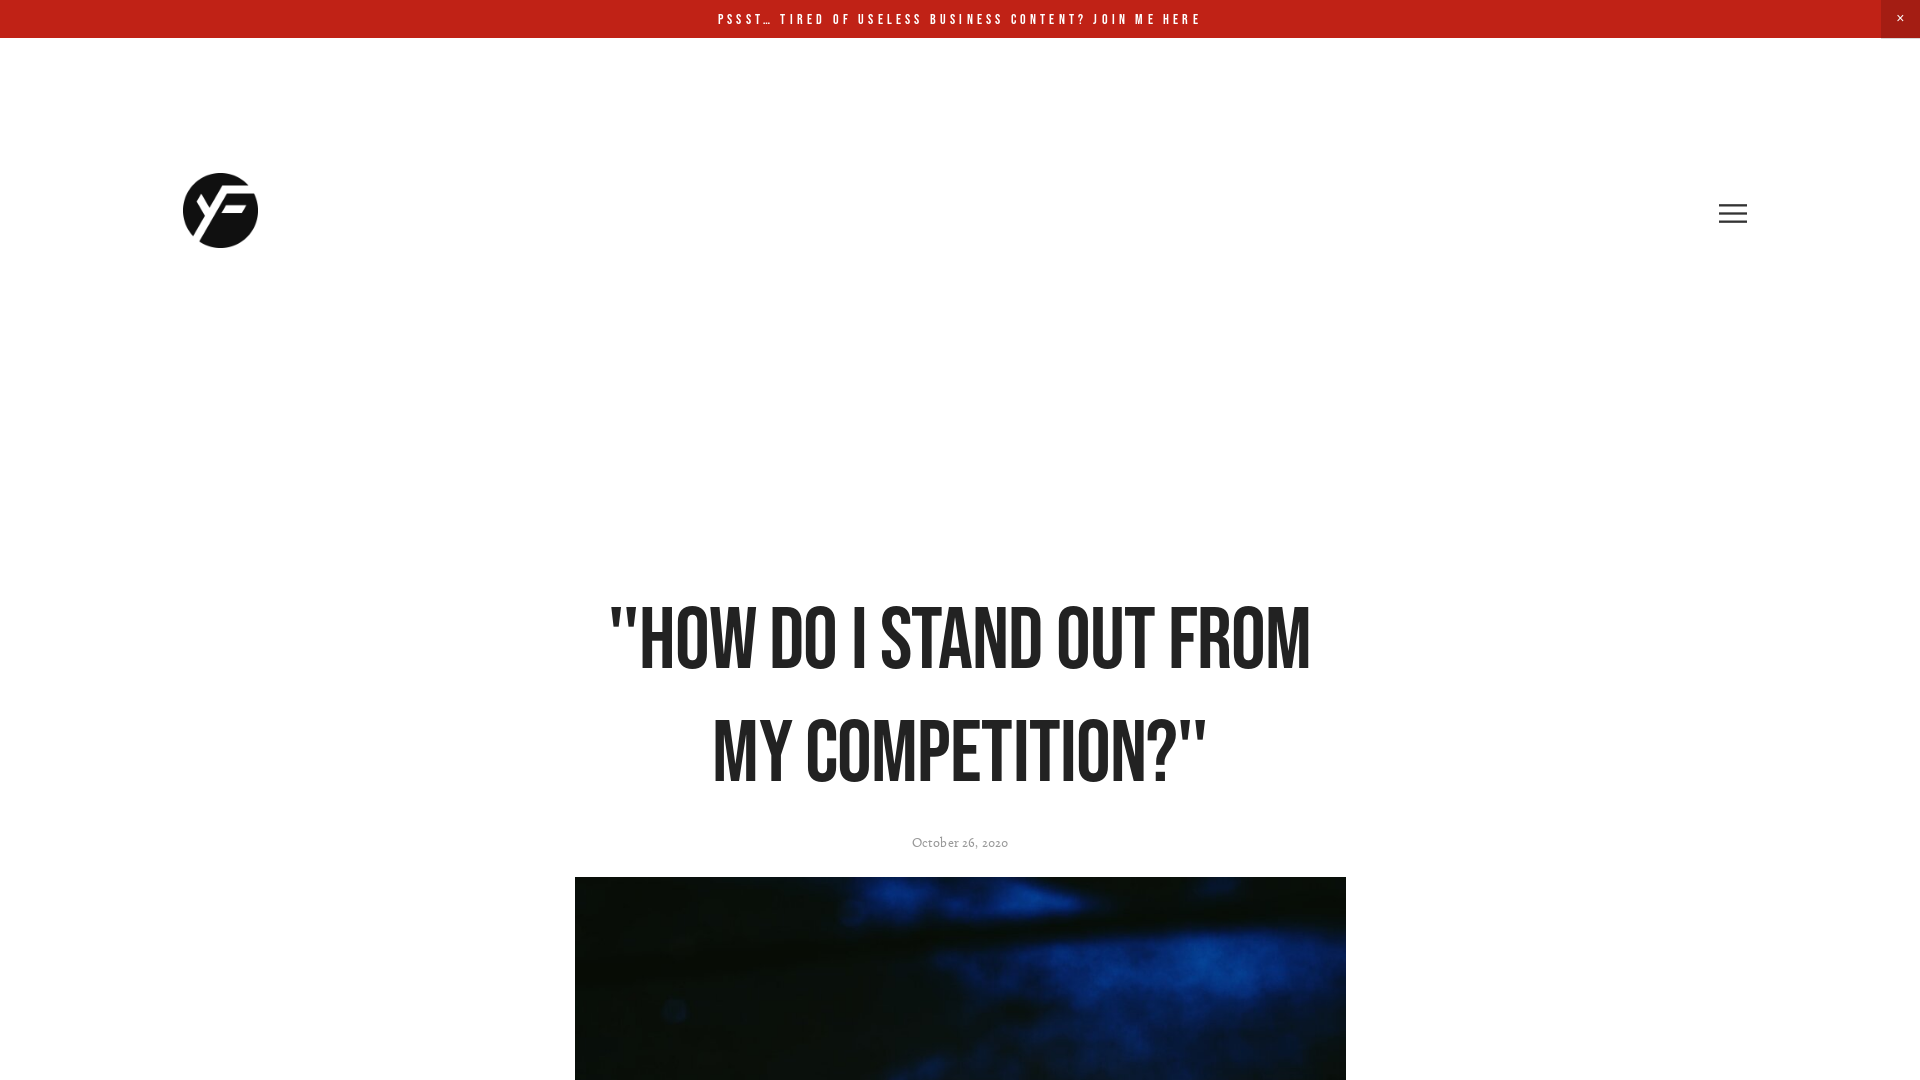 PSSST… TIRED OF USELESS BUSINESS CONTENT? JOIN ME HERE
×
YF
"HOW DO I STAND OUT FROM
MY COMPETITION?"
October 26, 2020